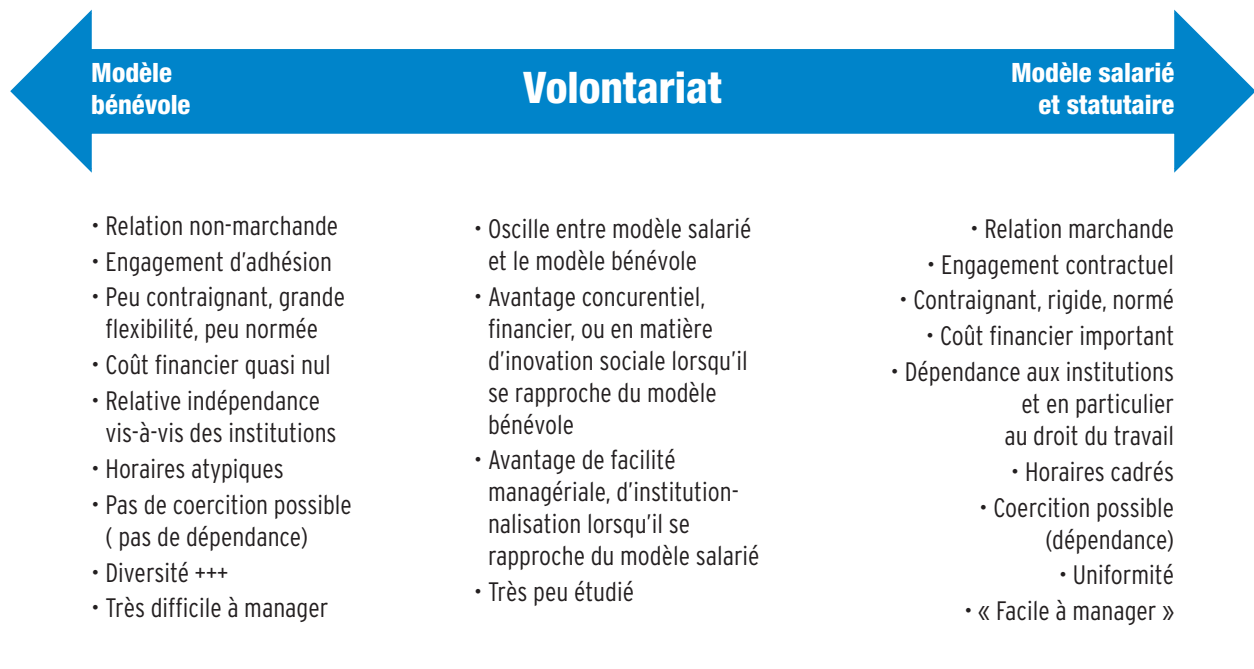 Modèle
bénévole
Volontariat
Modèle salarié
et statutaire
• Relation non-marchande
• Engagement d'adhésion
• Peu contraignant, grande
flexibilité, peu normée
• Coût financier quasi nul
• Relative indépendance
vis-à-vis des institutions
• Horaires atypiques
• Pas de coercition possible
( pas de dépendance)
• Diversité +++
• Très difficile à manager
• Oscille entre modèle salarié
et le modèle bénévole
• Avantage concurentiel,
financier, ou en matière
d'inovation sociale lorsqu'il
se rapproche du modèle
bénévole
• Avantage de facilité
managériale, d'institution-
nalisation lorsqu'il se
rapproche du modèle salarié
• Très peu étudié
• Relation marchande
• Engagement contractuel
• Contraignant, rigide, normé
• Coût financier important
• Dépendance aux institutions
et en particulier
au droit du travail
• Horaires cadrés
• Coercition possible
(dépendance)
• Uniformité
• « Facile à manager »